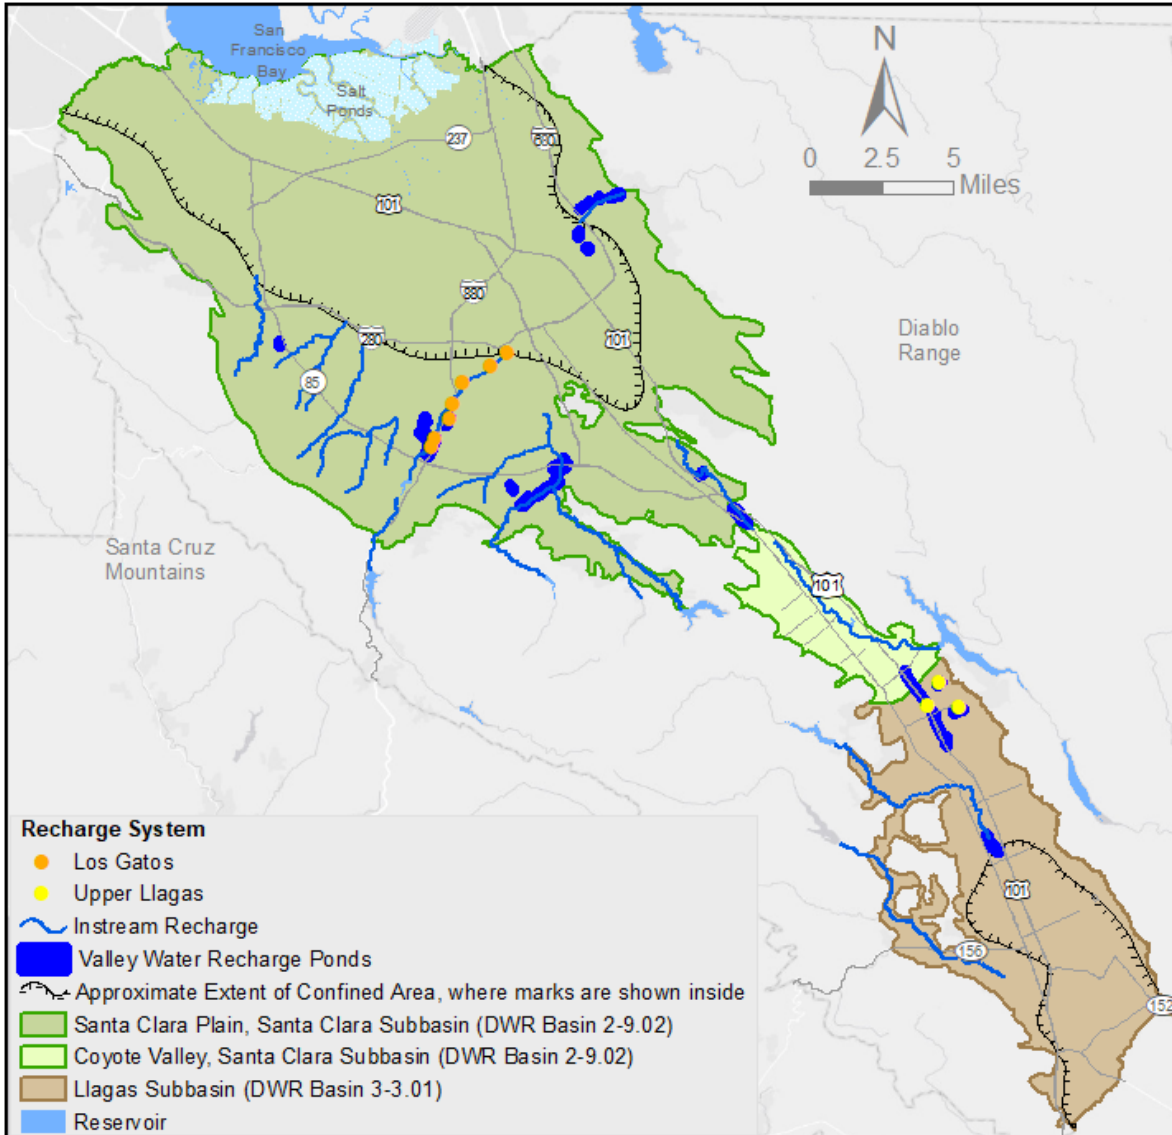 San
Francisco
Bay
Salt
Ponds
N
237
680
0 2.5 5
Miles
101
880
Diablo
Range
280
101
85
Santa Cruz
Mountains
101
Recharge System
Los Gatos
Upper Llagas
101
Instream Recharge
156
Valley Water Recharge Ponds
Approximate Extent of Confined Area, where marks are shown inside
152
Santa Clara Plain, Santa Clara Subbasin (DWR Basin 2-9.02)
Coyote Valley, Santa Clara Subbasin (DWR Basin 2-9.02)
Llagas Subbasin (DWR Basin 3-3.01)
Reservoir